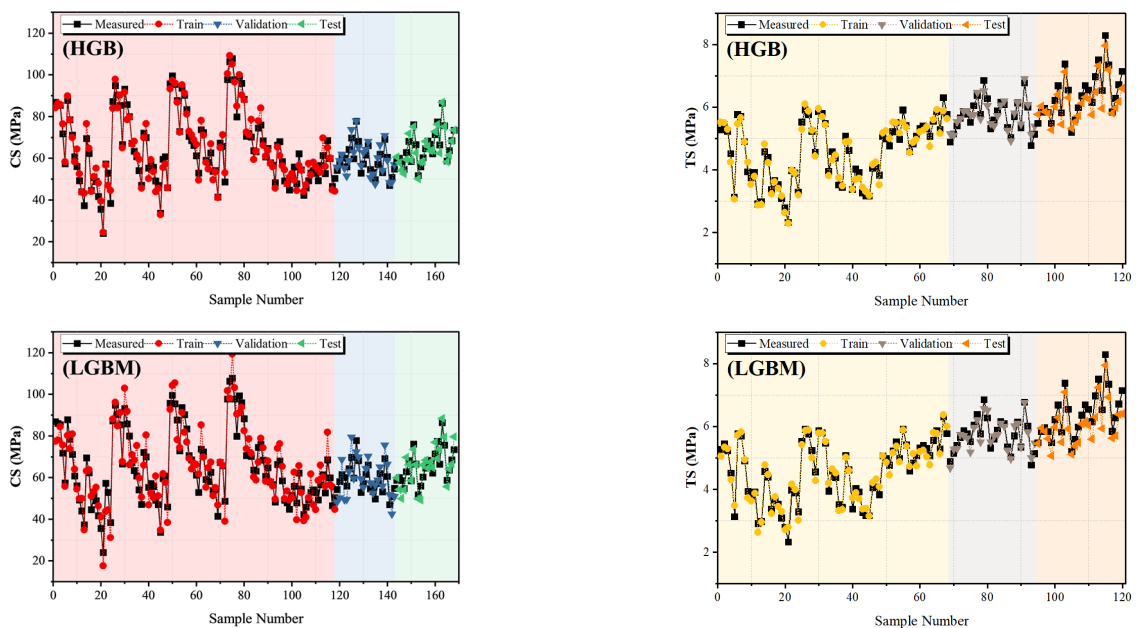 Measured Train Validation Test
(HGB)
120
100
80
60
40
20
CS (MPa)
0 20 40 60 80 100 120 140 160
Sample Number
Measured Train Validation Test
(HGB)
8
6
4
2
TS (MPa)
0 20 40 60 80 100 120
Sample Number
Measured Train Validation Test
(LGBM)
120
100
80
60
40
20
CS (MPa)
0 20 40 60 80 100 120 140 160
Sample Number
Measured Train Validation Test
(LGBM)
8
6
4
2
TS (MPa)
0 20 40 60 80 100 120
Sample Number